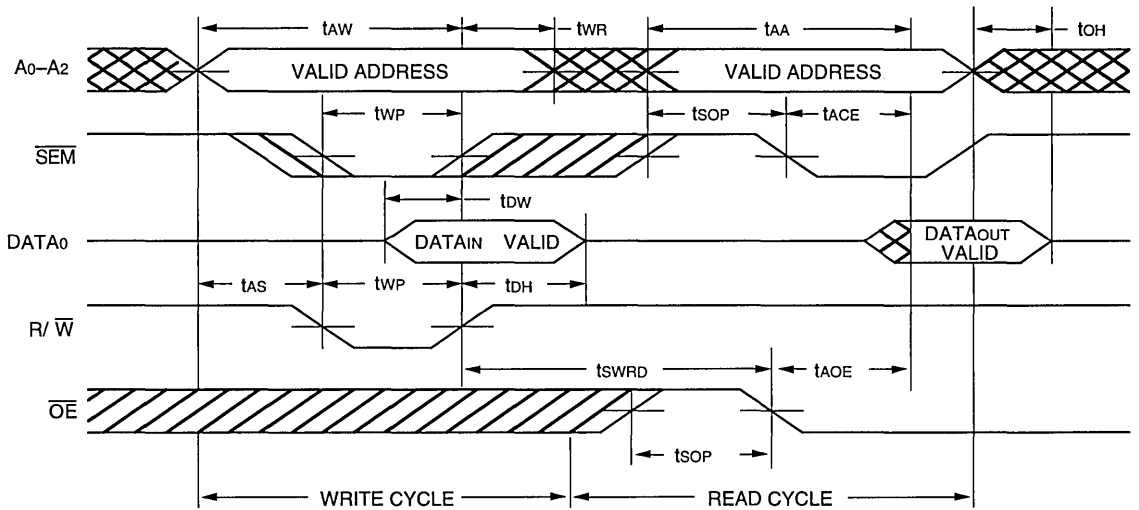 tAW tWR tAA tOH
A0–A2 VALID ADDRESS VALID ADDRESS
tWP tSOP tACE
SEM
tDW
DATA0 DATAIN VALID DATAOUT VALID
tAS tWP tDH
R/ W
tSWRD tAOE
OE
tSOP
WRITE CYCLE READ CYCLE